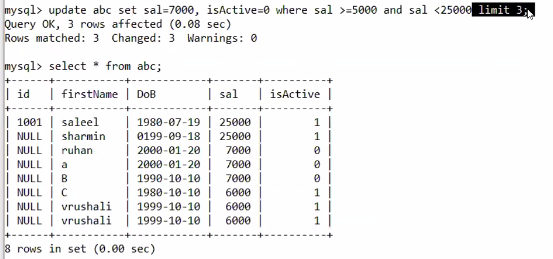 mysql> update abc set sal=7000, isActive=0 where sal >=5000 and sal <25000 limit 3;
Query OK, 3 rows affected (0.08 sec)
Rows matched: 3  Changed: 3  Warnings: 0
mysql> select * from abc;
+------+-----------+------------+-------+----------+
| id   | firstName | DoB        | sal   | isActive |
+------+-----------+------------+-------+----------+
| 1001 | saleel    | 1980-07-19 | 25000 |        1 |
| NULL | sharmin   | 0199-09-18 | 25000 |        1 |
| NULL | ruhan     | 2000-01-20 |  7000 |        0 |
| NULL | a         | 2000-01-20 |  7000 |        0 |
| NULL | B         | 1990-10-10 |  7000 |        0 |
| NULL | C         | 1980-10-10 |  6000 |        1 |
| NULL | vrushali  | 1999-10-10 |  6000 |        1 |
| NULL | vrushali  | 1999-10-10 |  6000 |        1 |
+------+-----------+------------+-------+----------+
8 rows in set (0.00 sec)